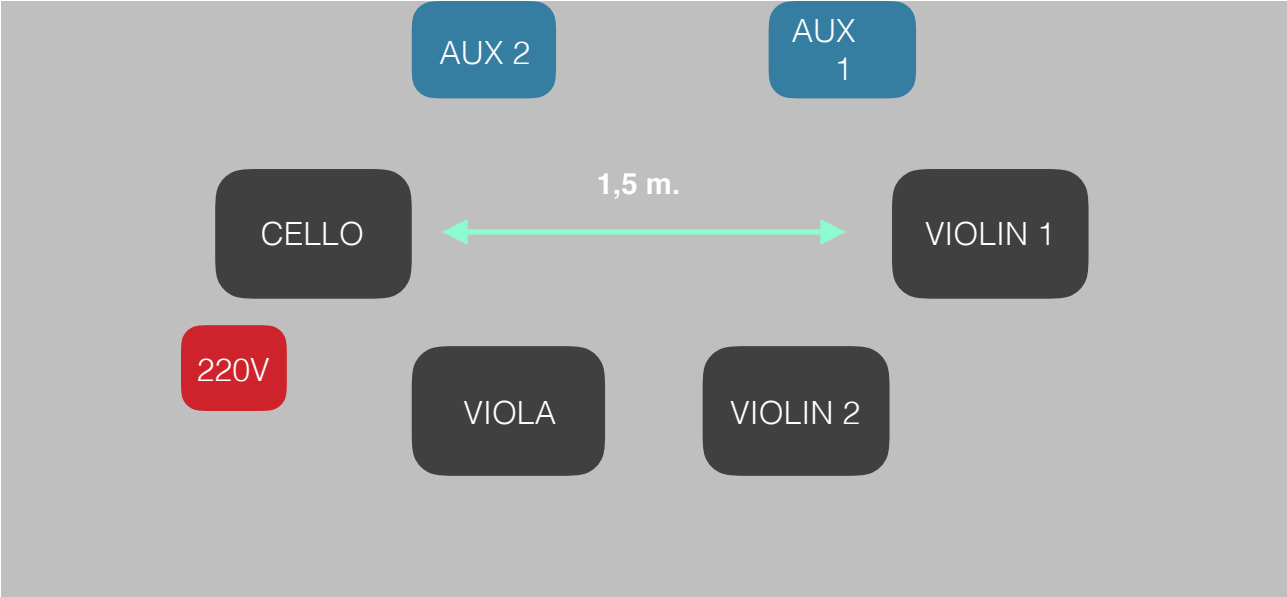 AUX 2
AUX
1
1,5 m.
CELLO
VIOLIN 1
220V
VIOLA
VIOLIN 2